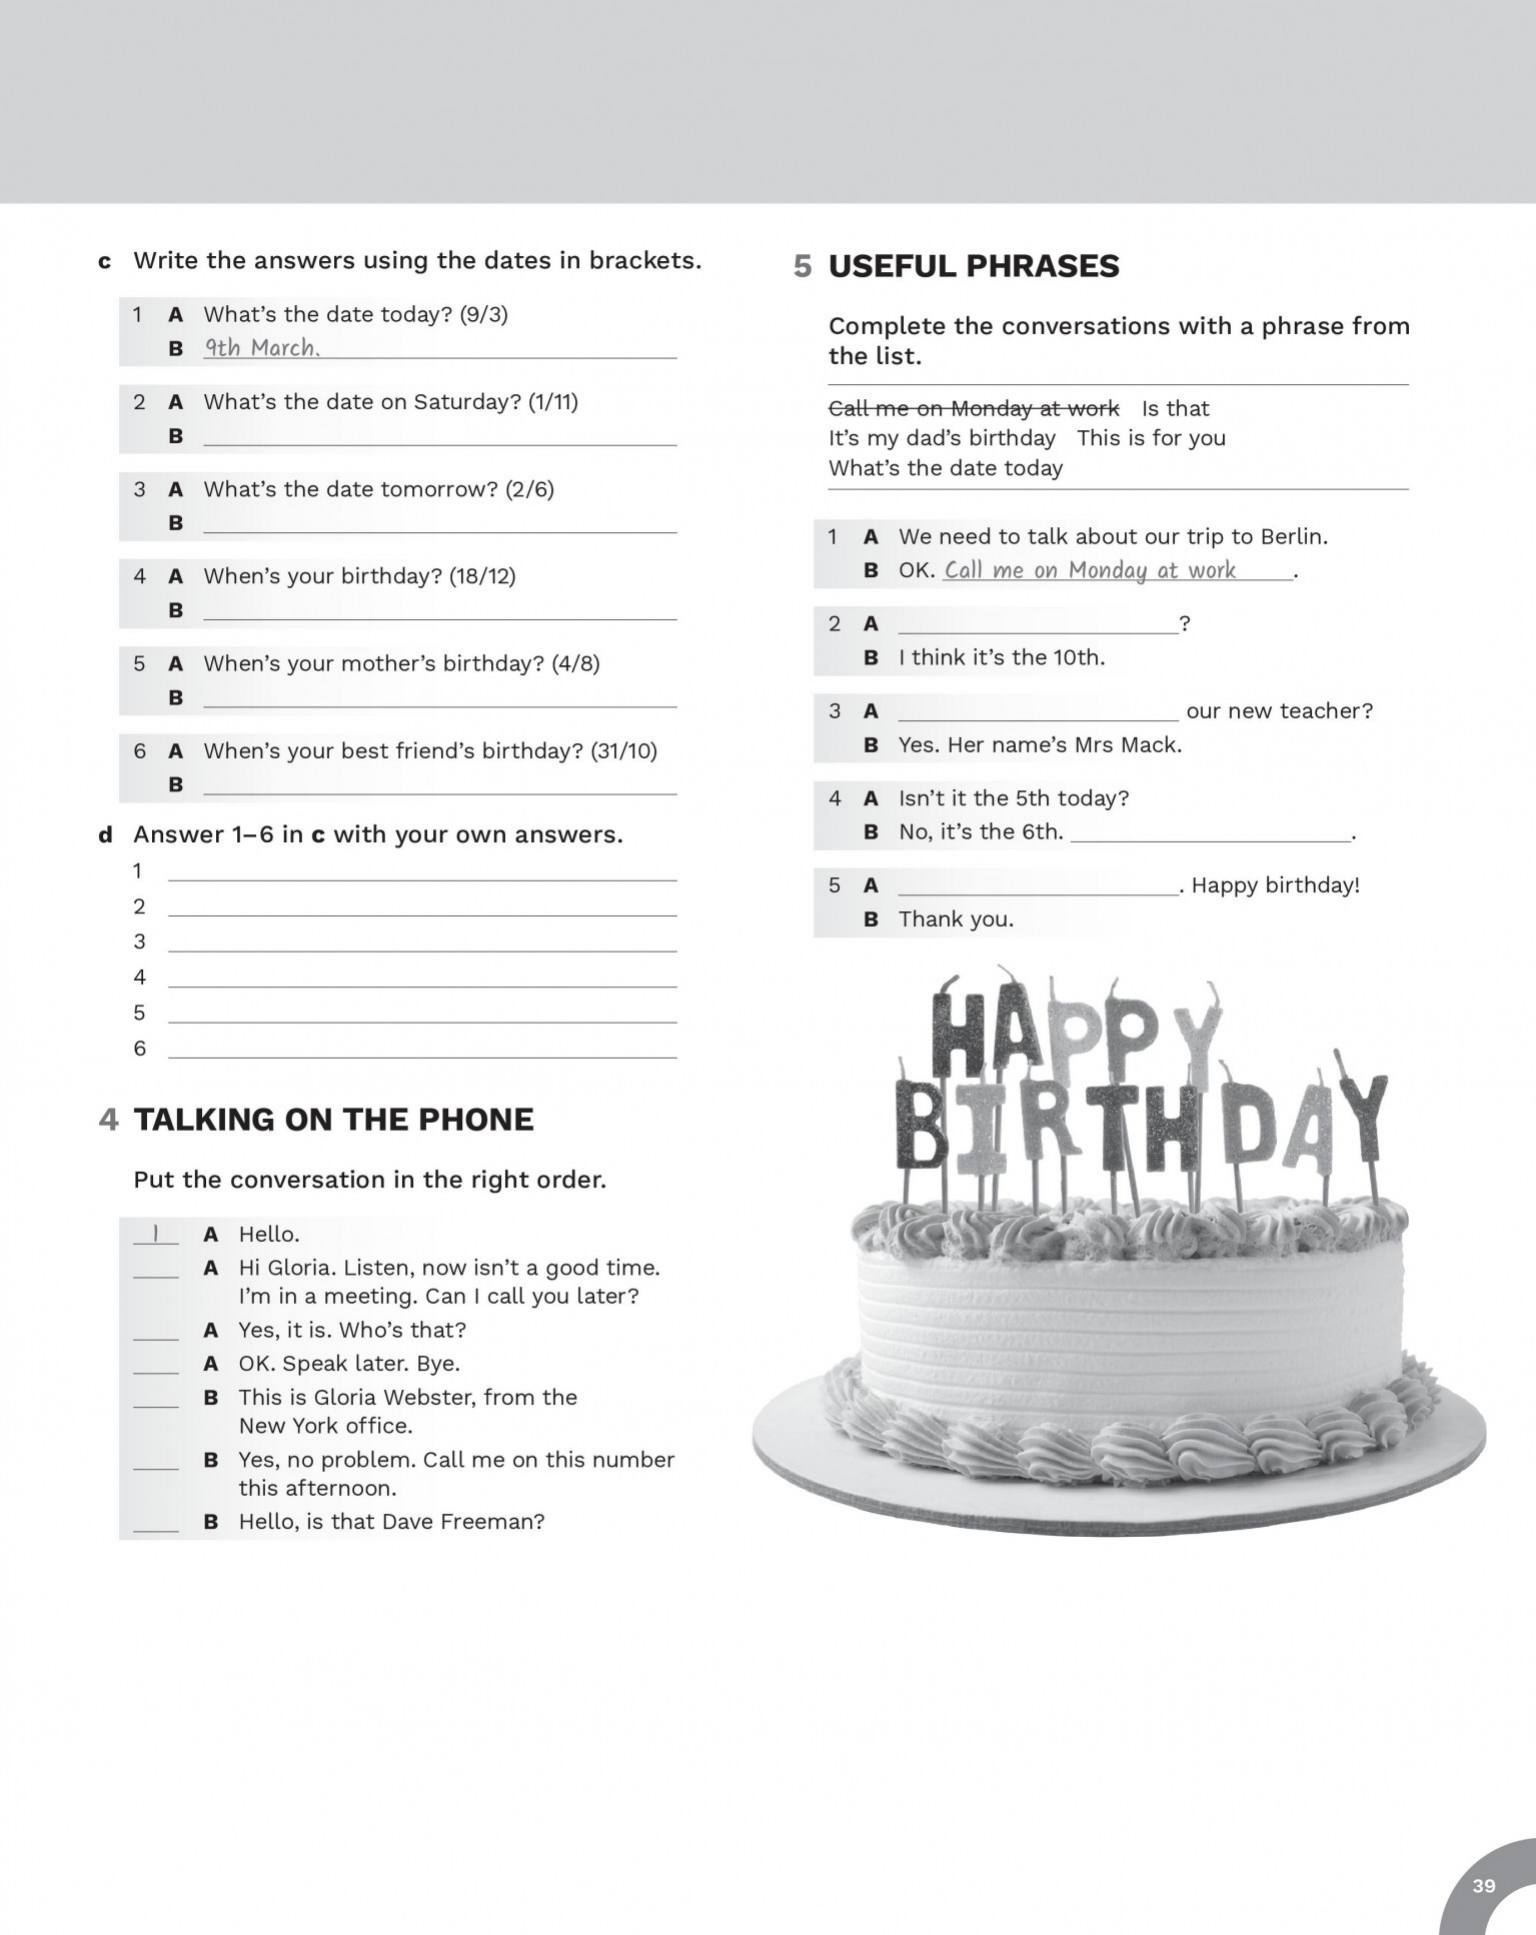 c Write the answers using the dates in brackets.
1 A What's the date today? (9/3)
B 9th March.
2 A What's the date on Saturday? (1/11)
B
3 A What's the date tomorrow? (2/6)
B
4 A When's your birthday? (18/12)
B
5 A When's your mother's birthday? (4/8)
B
6 A When's your best friend's birthday? (31/10)
B
d Answer 1–6 in c with your own answers.
1
2
3
4
5
6
4 TALKING ON THE PHONE
Put the conversation in the right order.
1 A Hello.
A Hi Gloria. Listen, now isn't a good time.
I'm in a meeting. Can I call you later?
A Yes, it is. Who's that?
A OK. Speak later. Bye.
B This is Gloria Webster, from the
New York office.
B Yes, no problem. Call me on this number
this afternoon.
B Hello, is that Dave Freeman?
5 USEFUL PHRASES
Complete the conversations with a phrase from
the list.
Call me on Monday at work Is that
It's my dad's birthday This is for you
What's the date today
1 A We need to talk about our trip to Berlin.
B OK. Call me on Monday at work.
2 A ?
B I think it's the 10th.
3 A our new teacher?
B Yes. Her name's Mrs Mack.
4 A Isn't it the 5th today?
B No, it's the 6th. .
5 A . Happy birthday!
B Thank you.
HAPPY
BIRTHDAY
39